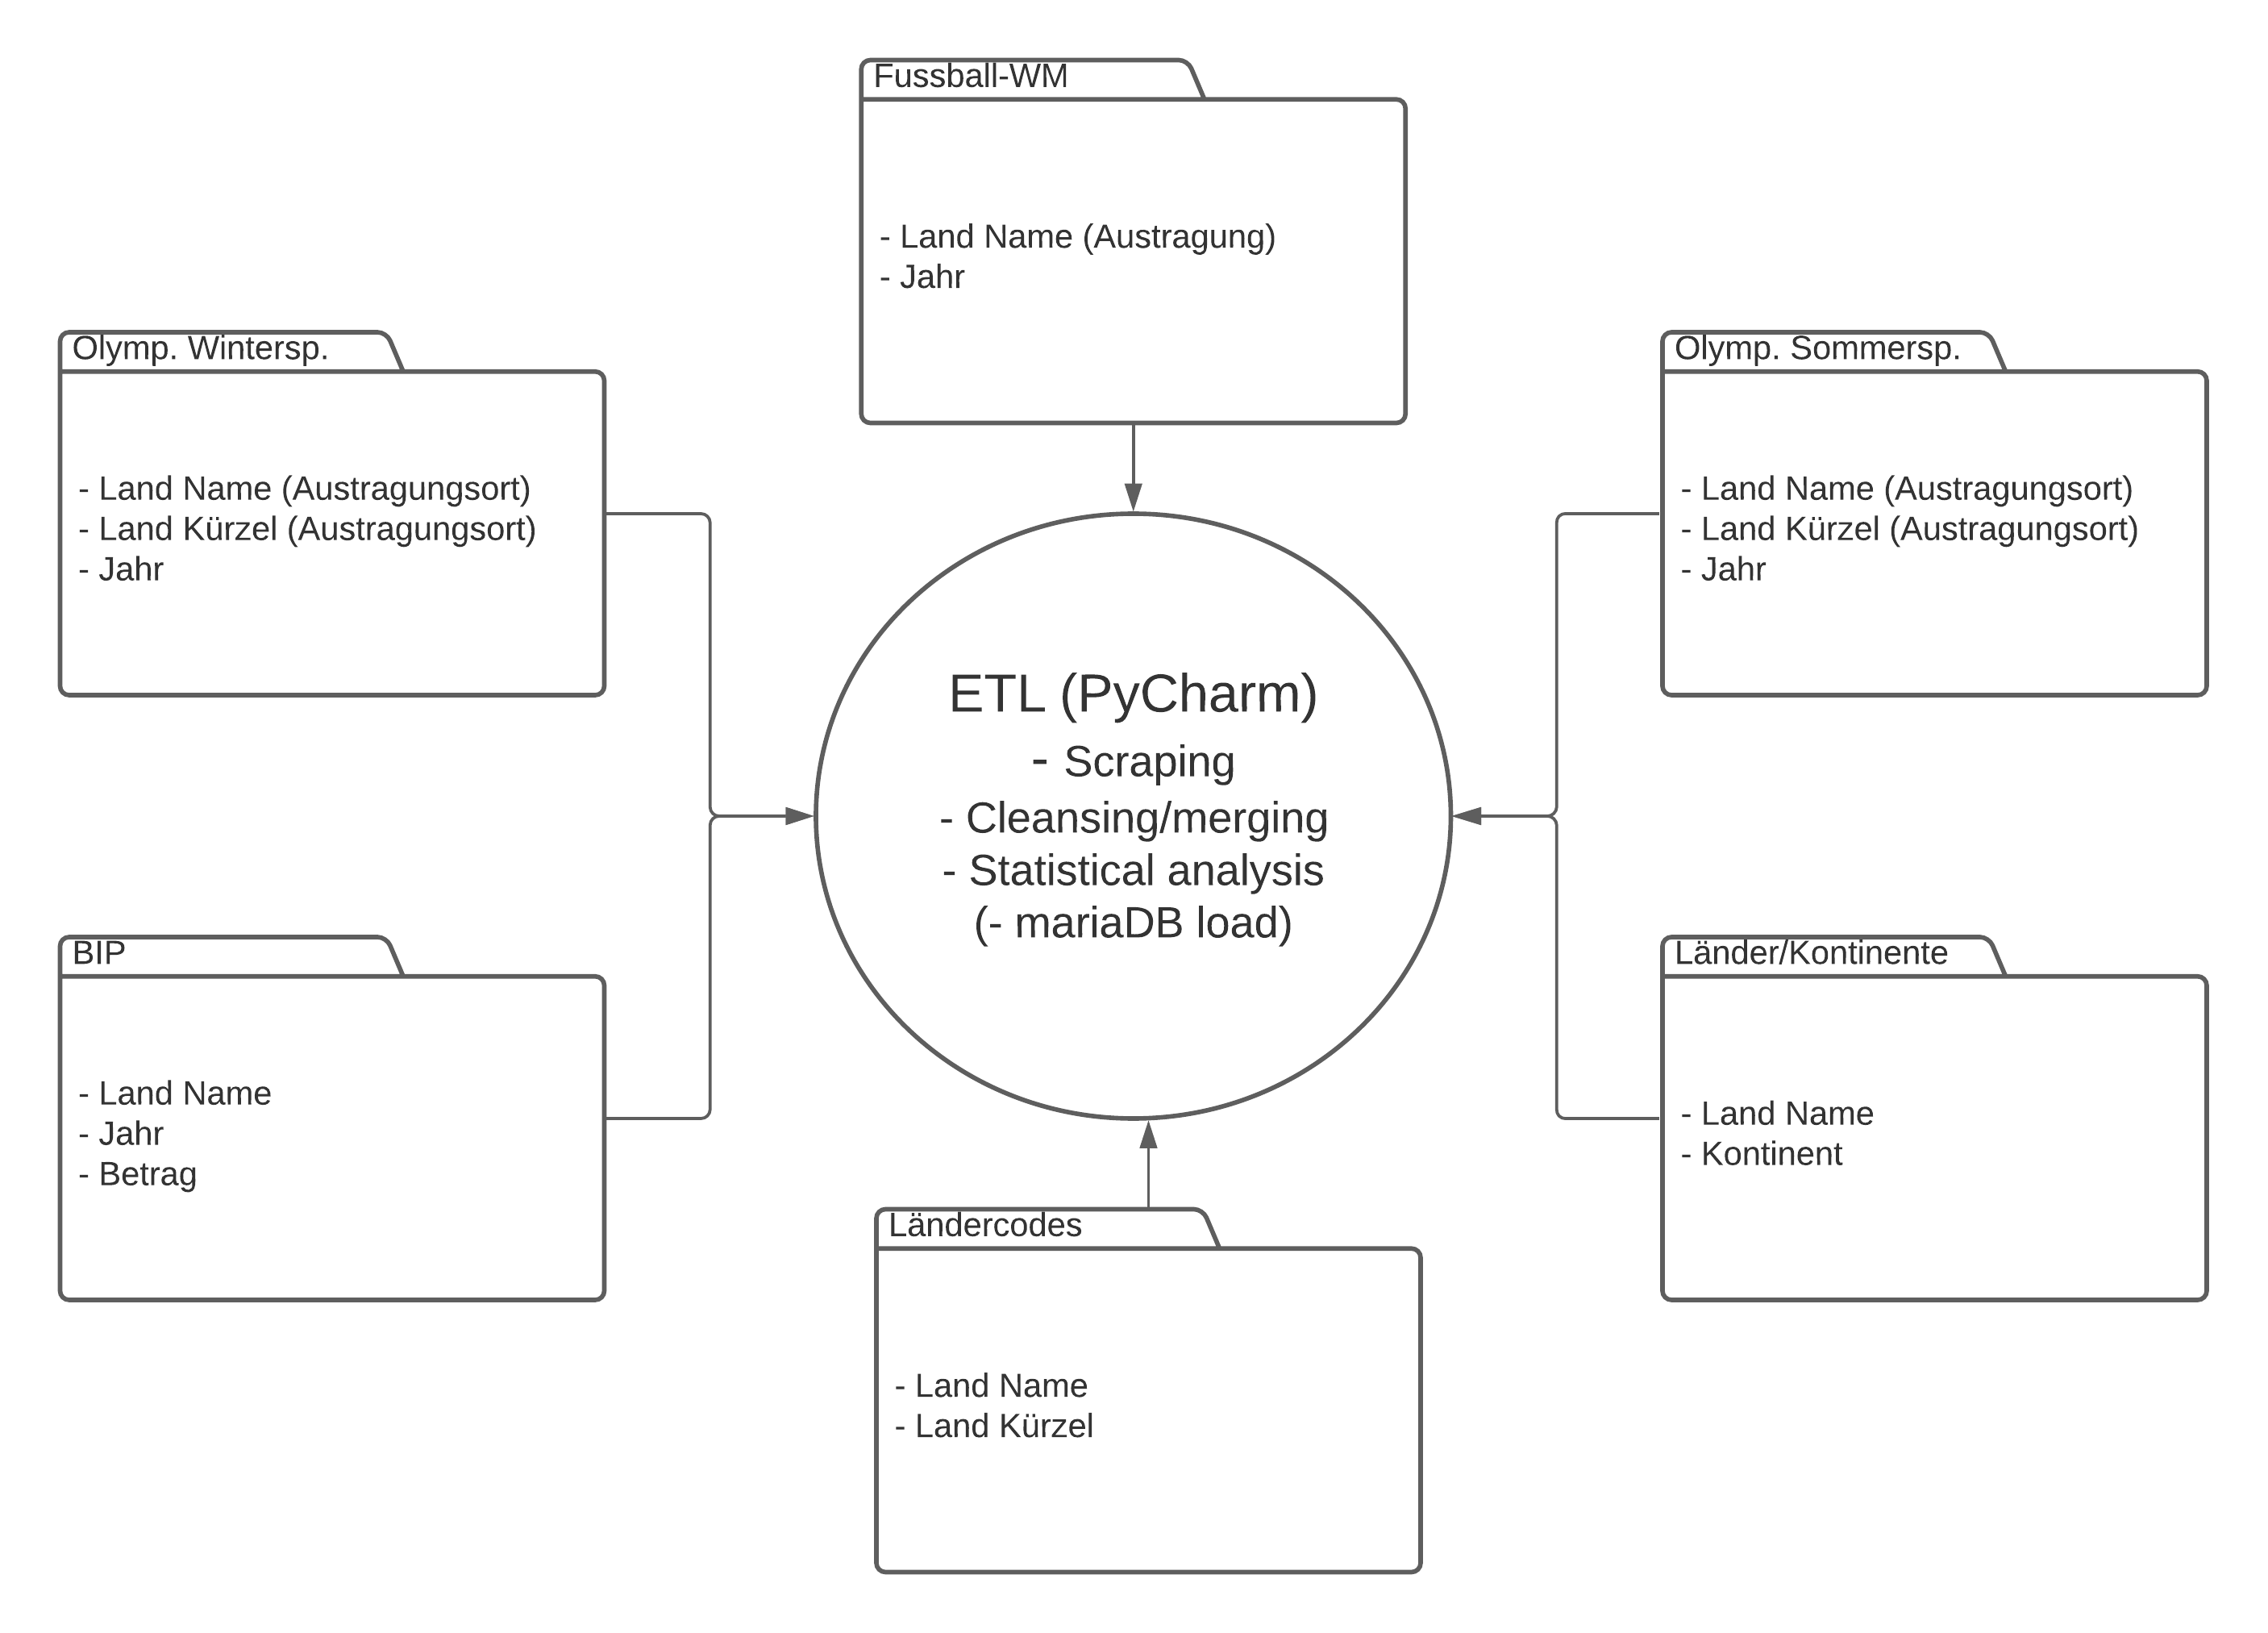 Fussball-WM
- Land Name (Austragung)
- Jahr
Olymp. Wintersp.
- Land Name (Austragungsort)
- Land Kürzel (Austragungsort)
- Jahr
Olymp. Sommersp.
- Land Name (Austragungsort)
- Land Kürzel (Austragungsort)
- Jahr
ETL (PyCharm)
- Scraping
- Cleansing/merging
- Statistical analysis
(- mariaDB load)
BIP
- Land Name
- Jahr
- Betrag
Länder/Kontinente
- Land Name
- Kontinent
Ländercodes
- Land Name
- Land Kürzel